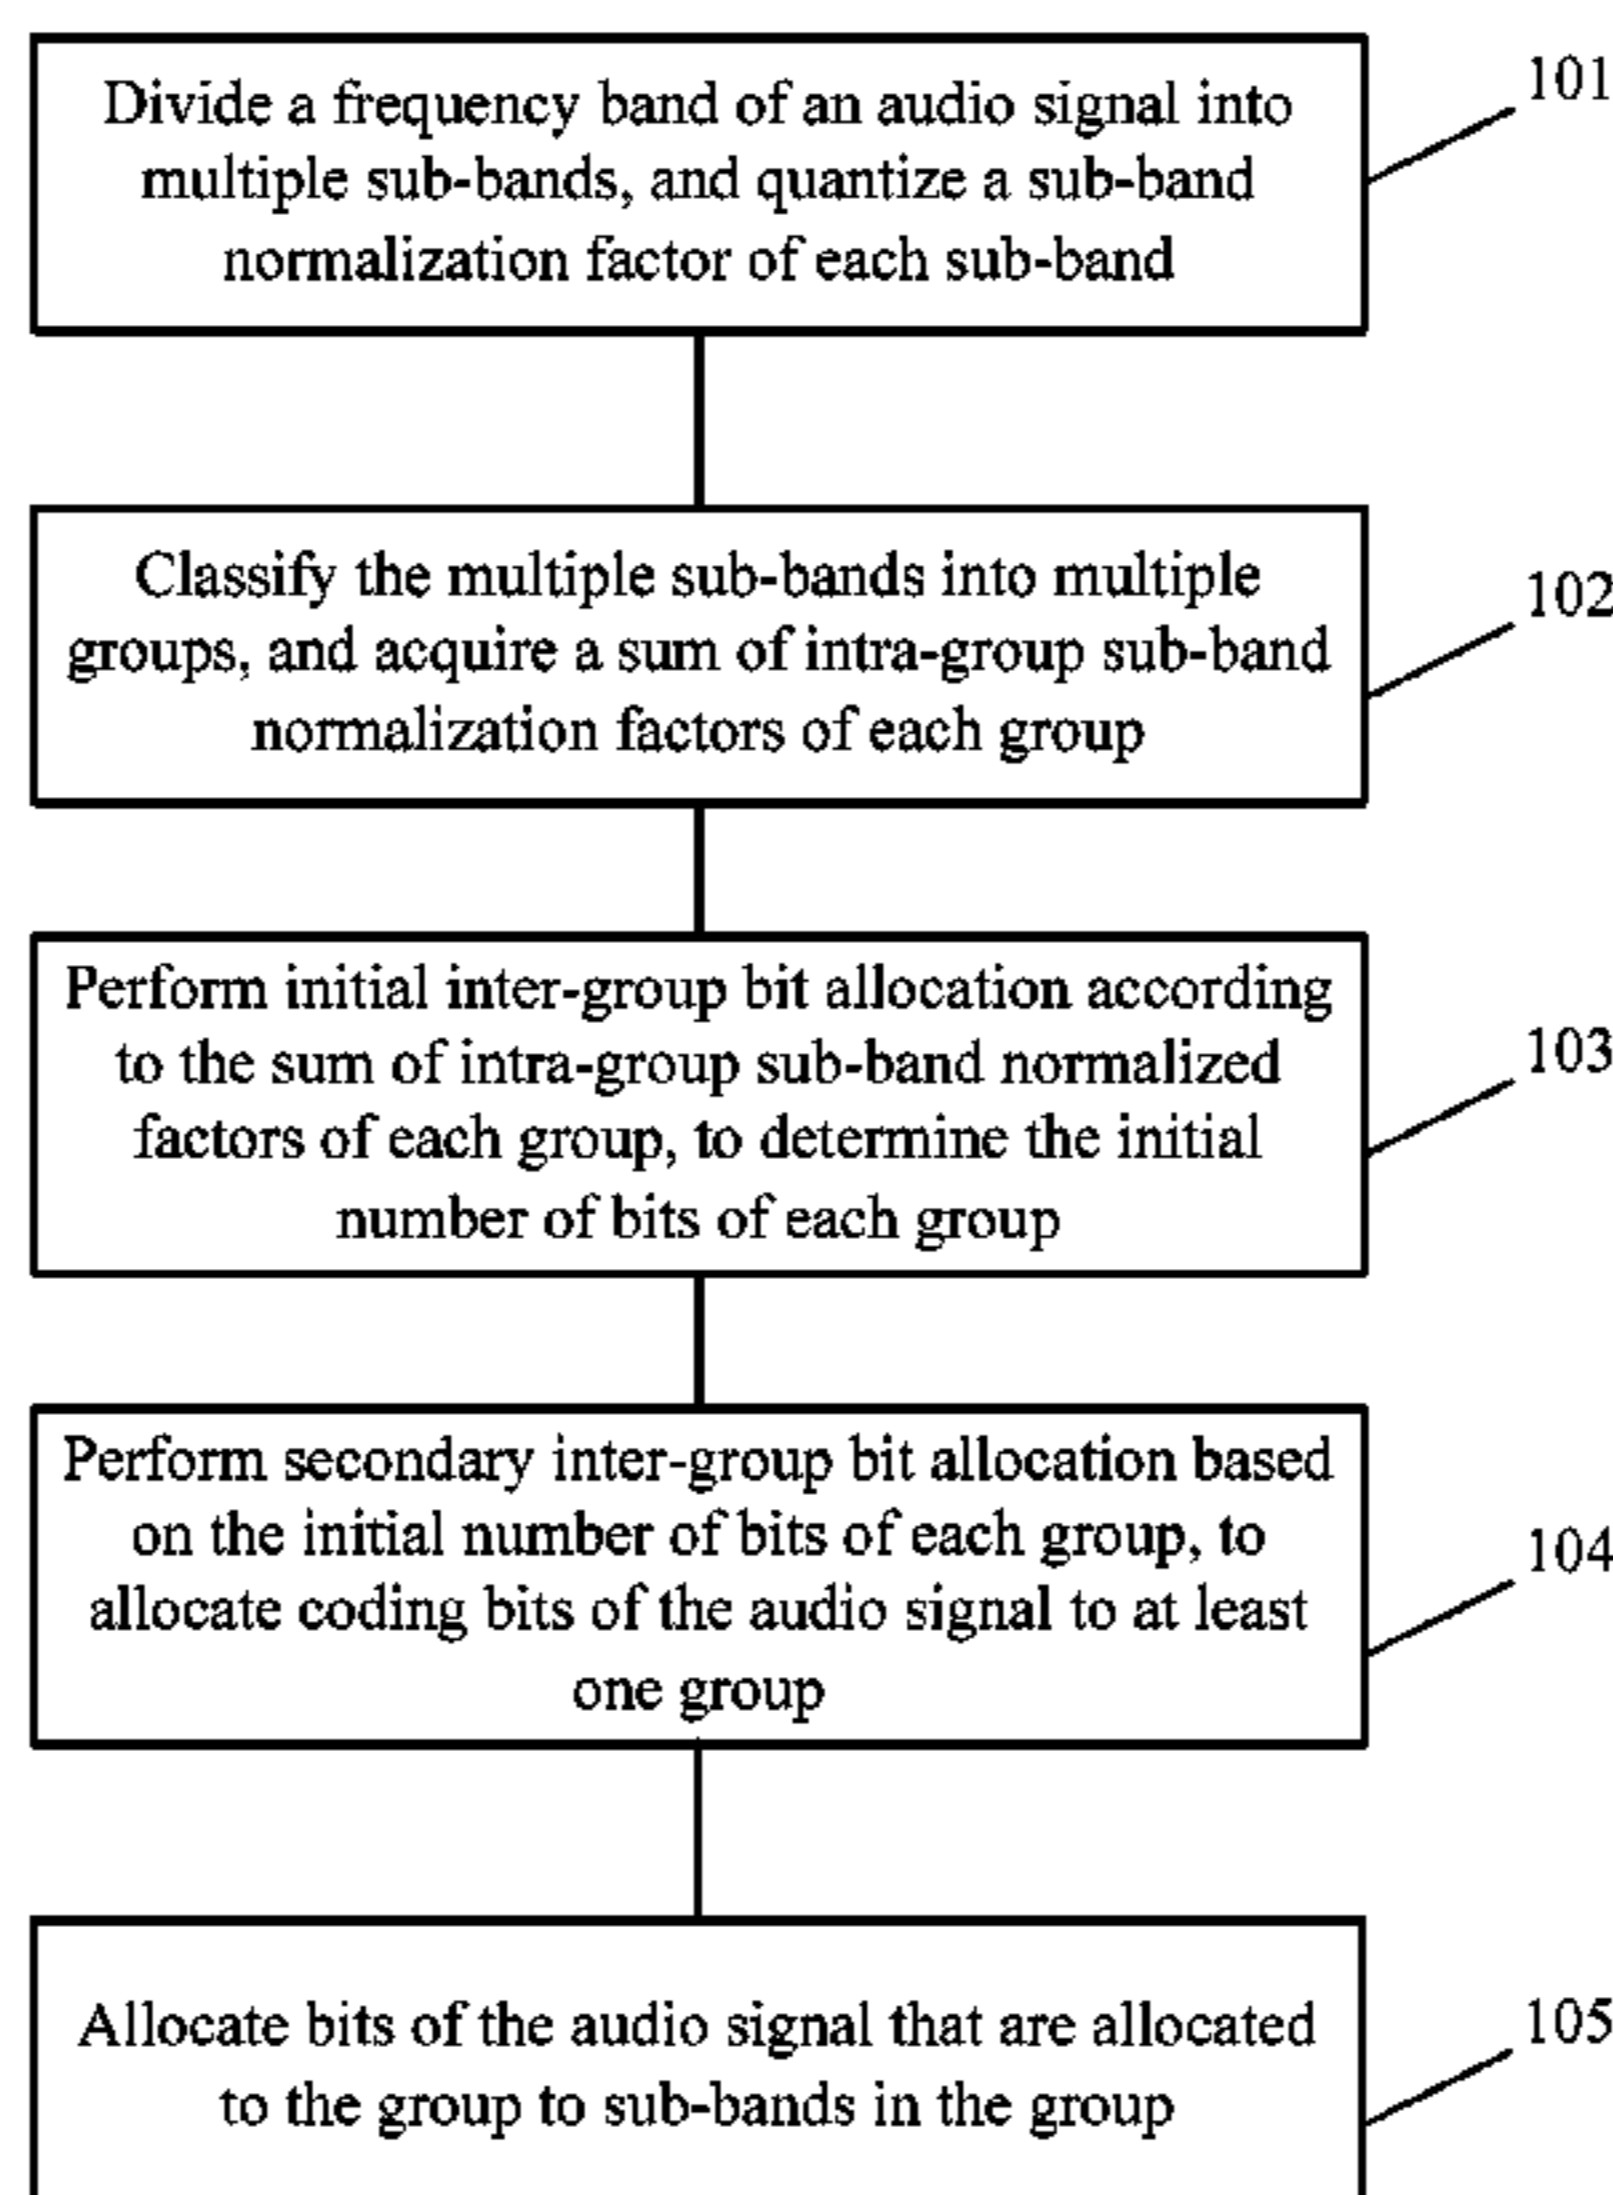 Divide a frequency band of an audio signal into
multiple sub-bands, and quantize a sub-band
normalization factor of each sub-band
101
Classify the multiple sub-bands into multiple
groups, and acquire a sum of intra-group sub-band
normalization factors of each group
102
Perform initial inter-group bit allocation according
to the sum of intra-group sub-band normalized
factors of each group, to determine the initial
number of bits of each group
103
Perform secondary inter-group bit allocation based
on the initial number of bits of each group, to
allocate coding bits of the audio signal to at least
one group
104
Allocate bits of the audio signal that are allocated
to the group to sub-bands in the group
105